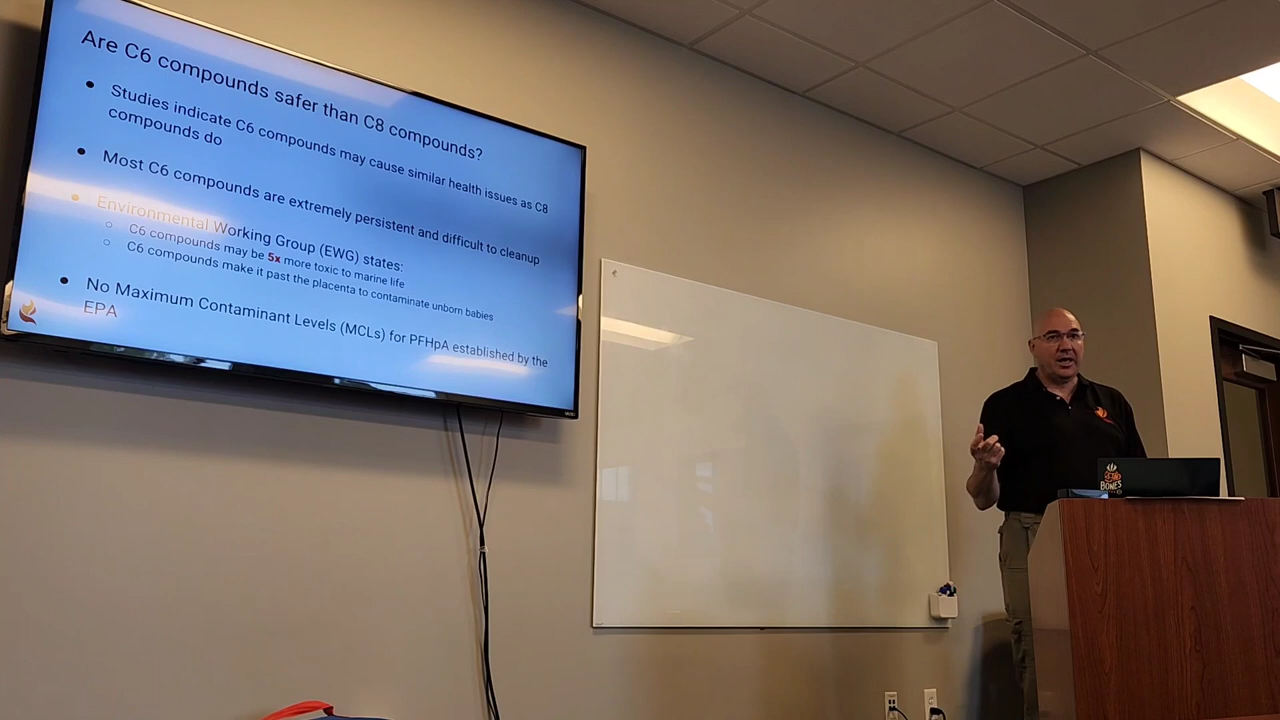 Are C6 compounds safer than C8 compounds?
Studies indicate C6 compounds may cause similar health issues as C8
compounds do
Most C6 compounds are extremely persistent and difficult to cleanup
Environmental Working Group (EWG) states:
C6 compounds may be 5x more toxic to marine life
C6 compounds make it past the placenta to contaminate unborn babies
No Maximum Contaminant Levels (MCLs) for PFHpA established by the
EPA
BONES